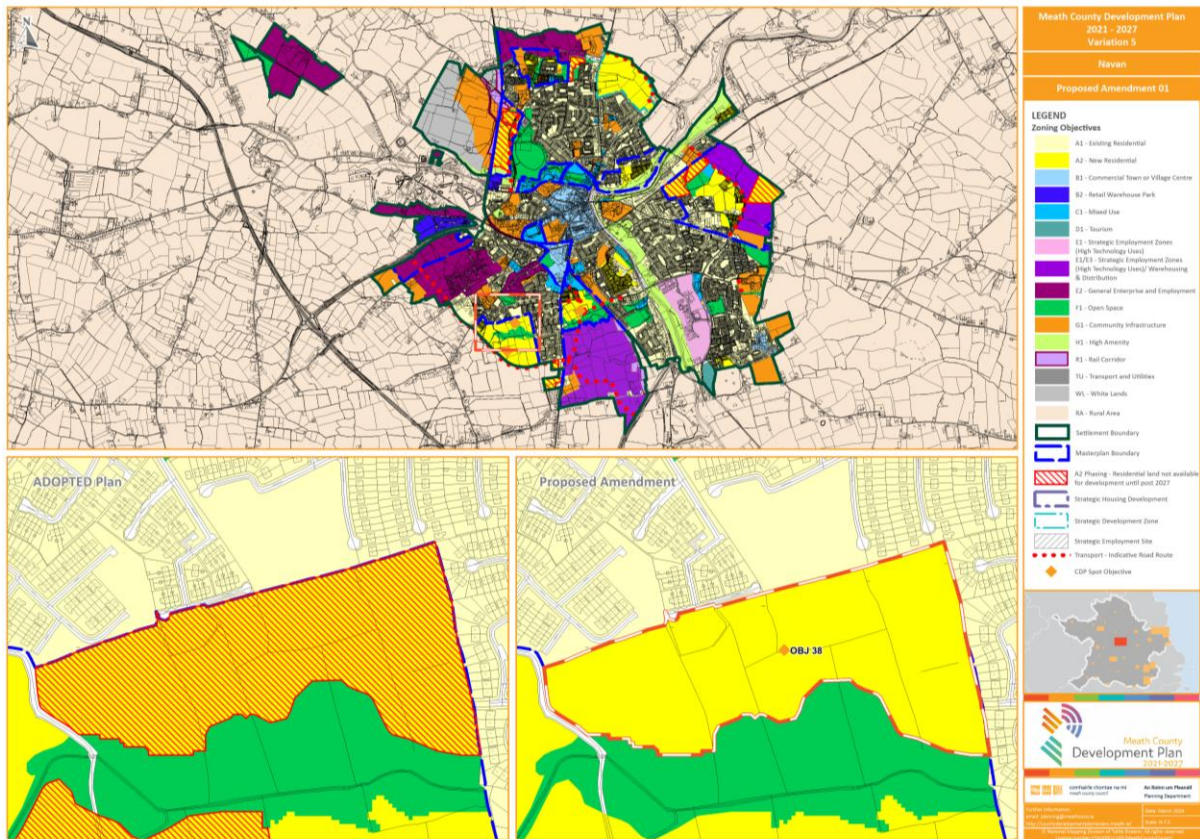 N
Meath County Development Plan
2021 - 2027
Variation 5
Navan
Proposed Amendment 01
LEGEND
Zoning Objectives
A1 - Existing Residential
A2 - New Residential
B1 - Commercial Town or Village Centre
B2 - Retail Warehouse Park
C1 - Mixed Use
D1 - Tourism
E1 - Strategic Employment Zones
(High Technology Uses)
E1/E3 - Strategic Employment Zones
(High Technology Uses)/ Warehousing
& Distribution
E2 - General Enterprise and Employment
F1 - Open Space
G1 - Community Infrastructure
H1 - High Amenity
R1 - Rail Corridor
TU - Transport and Utilities
WL - White Lands
RA - Rural Area
Settlement Boundary
Masterplan Boundary
A2 Phasing - Residential land not available
for development until post 2027
Strategic Housing Development
Strategic Development Zone
Strategic Employment Site
Transport - Indicative Road Route
CDP Spot Objective
ADOPTED Plan
Proposed Amendment
OBJ 38
Meath County
Development Plan
2021-2027
comhairle chontae na mí
meath county council
Planning Department
Further Information: